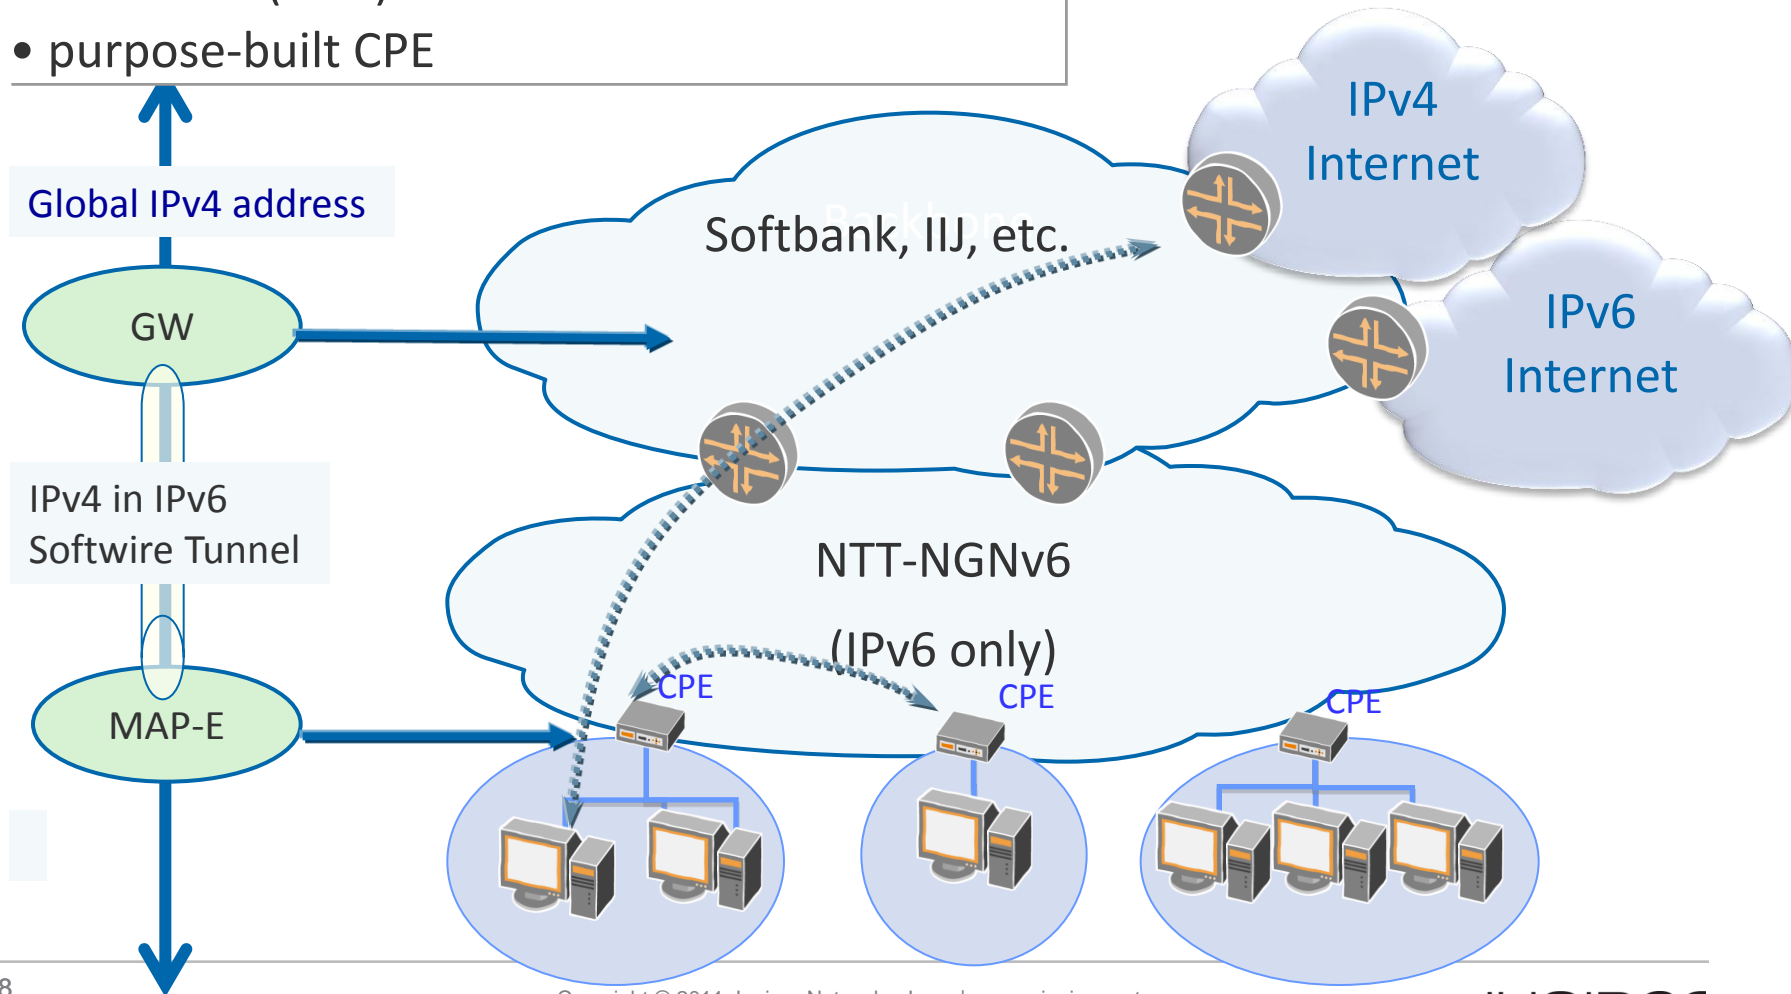 • purpose-built CPE
IPv4
Internet
Global IPv4 address
Backbone
Softbank, IIJ, etc.
GW
IPv6
Internet
IPv4 in IPv6
Softwire Tunnel
NTT-NGNv6
(IPv6 only)
CPE
CPE
CPE
MAP-E
8